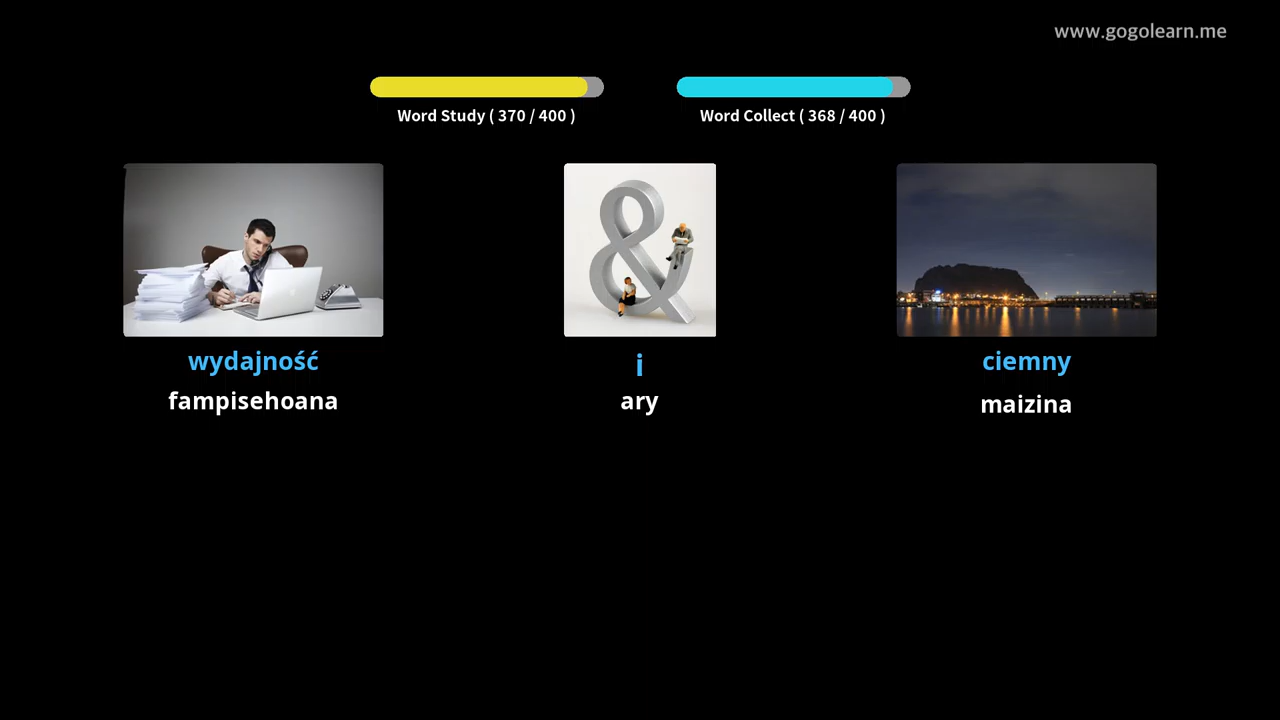 www.gogolearn.me
Word Study ( 370 / 400 )
Word Collect ( 368 / 400 )
wydajność
fampisehoana
i
ary
ciemny
maizina